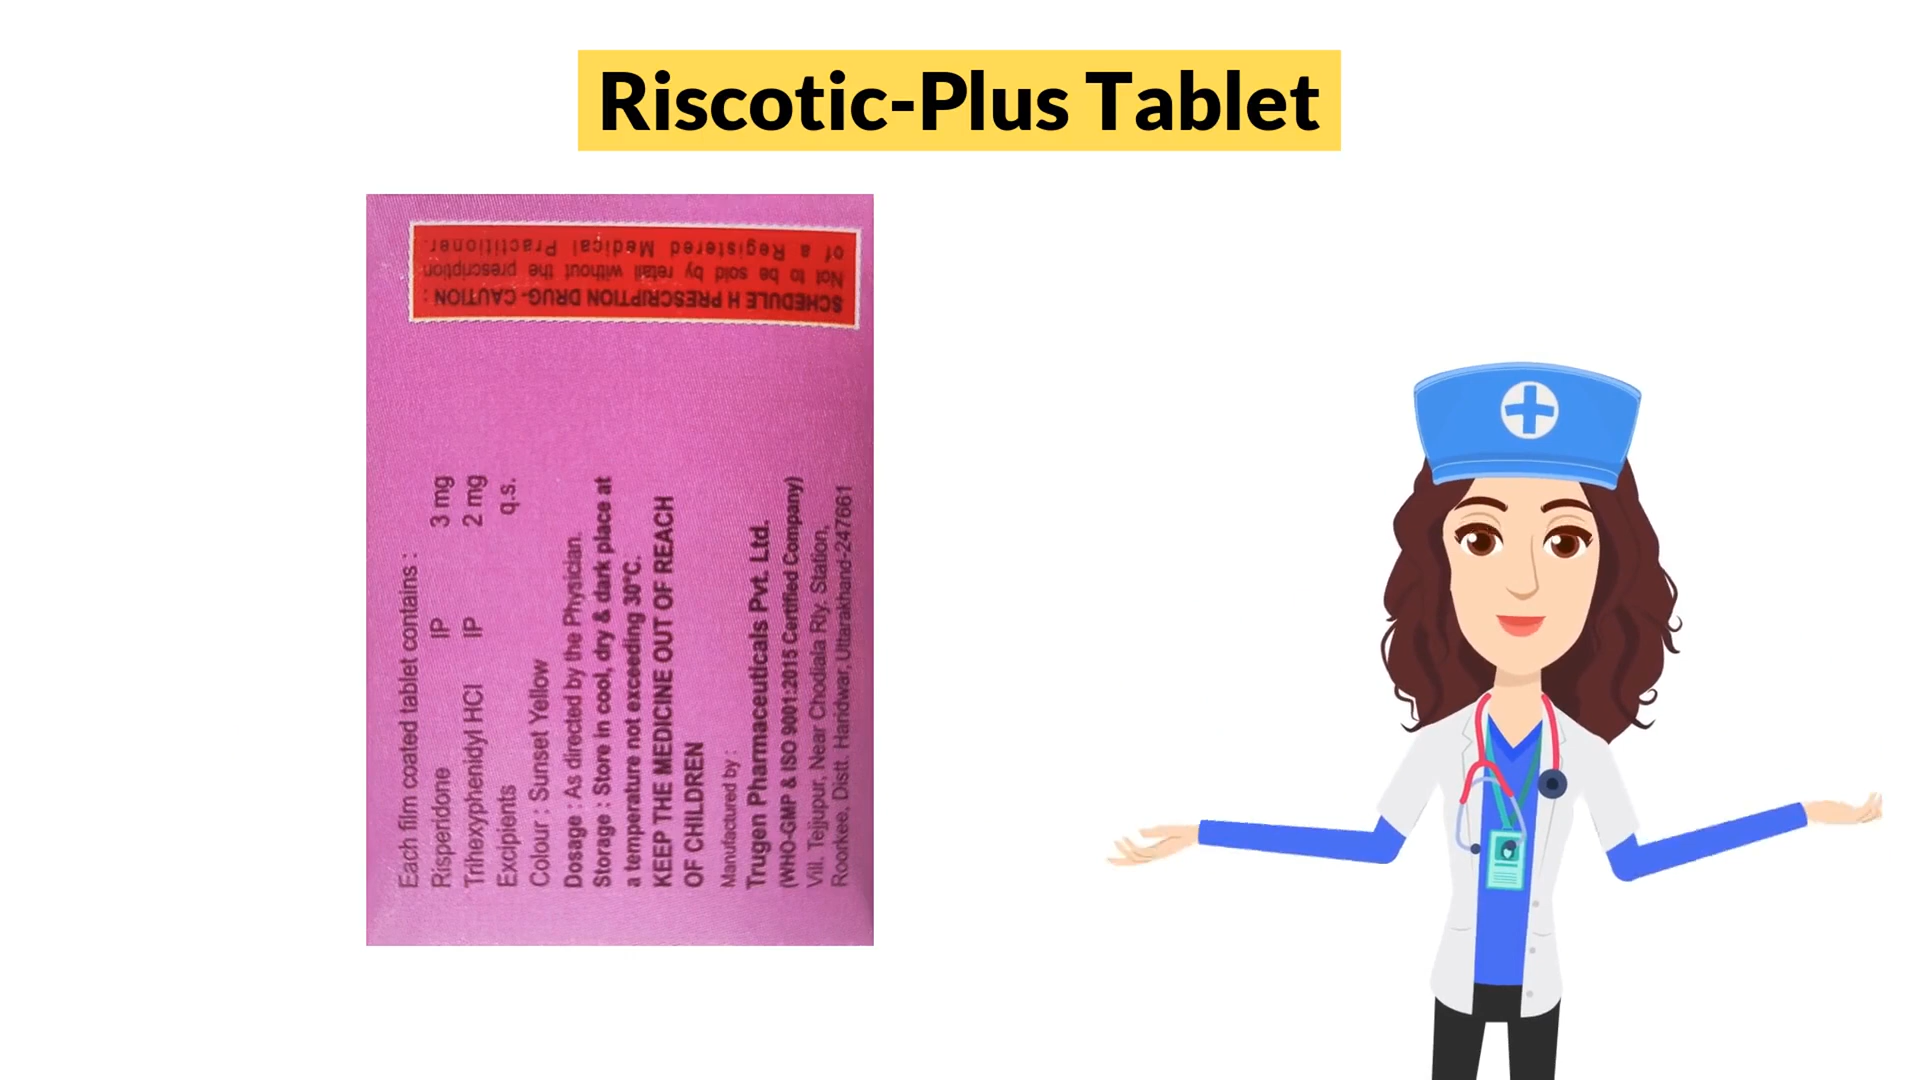 Riscotic-Plus Tablet
SCHEDULE H PRESCRIPTION DRUG- CAUTION :
Not to be sold by retail without the prescription
of a Registered Medical Practitioner.
Each film coated tablet contains :
Risperidone IP 3 mg
Trihexyphenidyl HCl IP 2 mg
Excipients q.s.
Colour : Sunset Yellow
Dosage : As directed by the Physician.
Storage : Store in cool, dry & dark place at
a temperature not exceeding 30°C.
KEEP THE MEDICINE OUT OF REACH
OF CHILDREN
Manufactured by :
Trugen Pharmaceuticals Pvt. Ltd.
(WHO-GMP & ISO 9001:2015 Certified Company)
Vill. Tejjupur, Near Chodiala Rly. Station,
Roorkee, Distt. Haridwar, Uttarakhand-247661